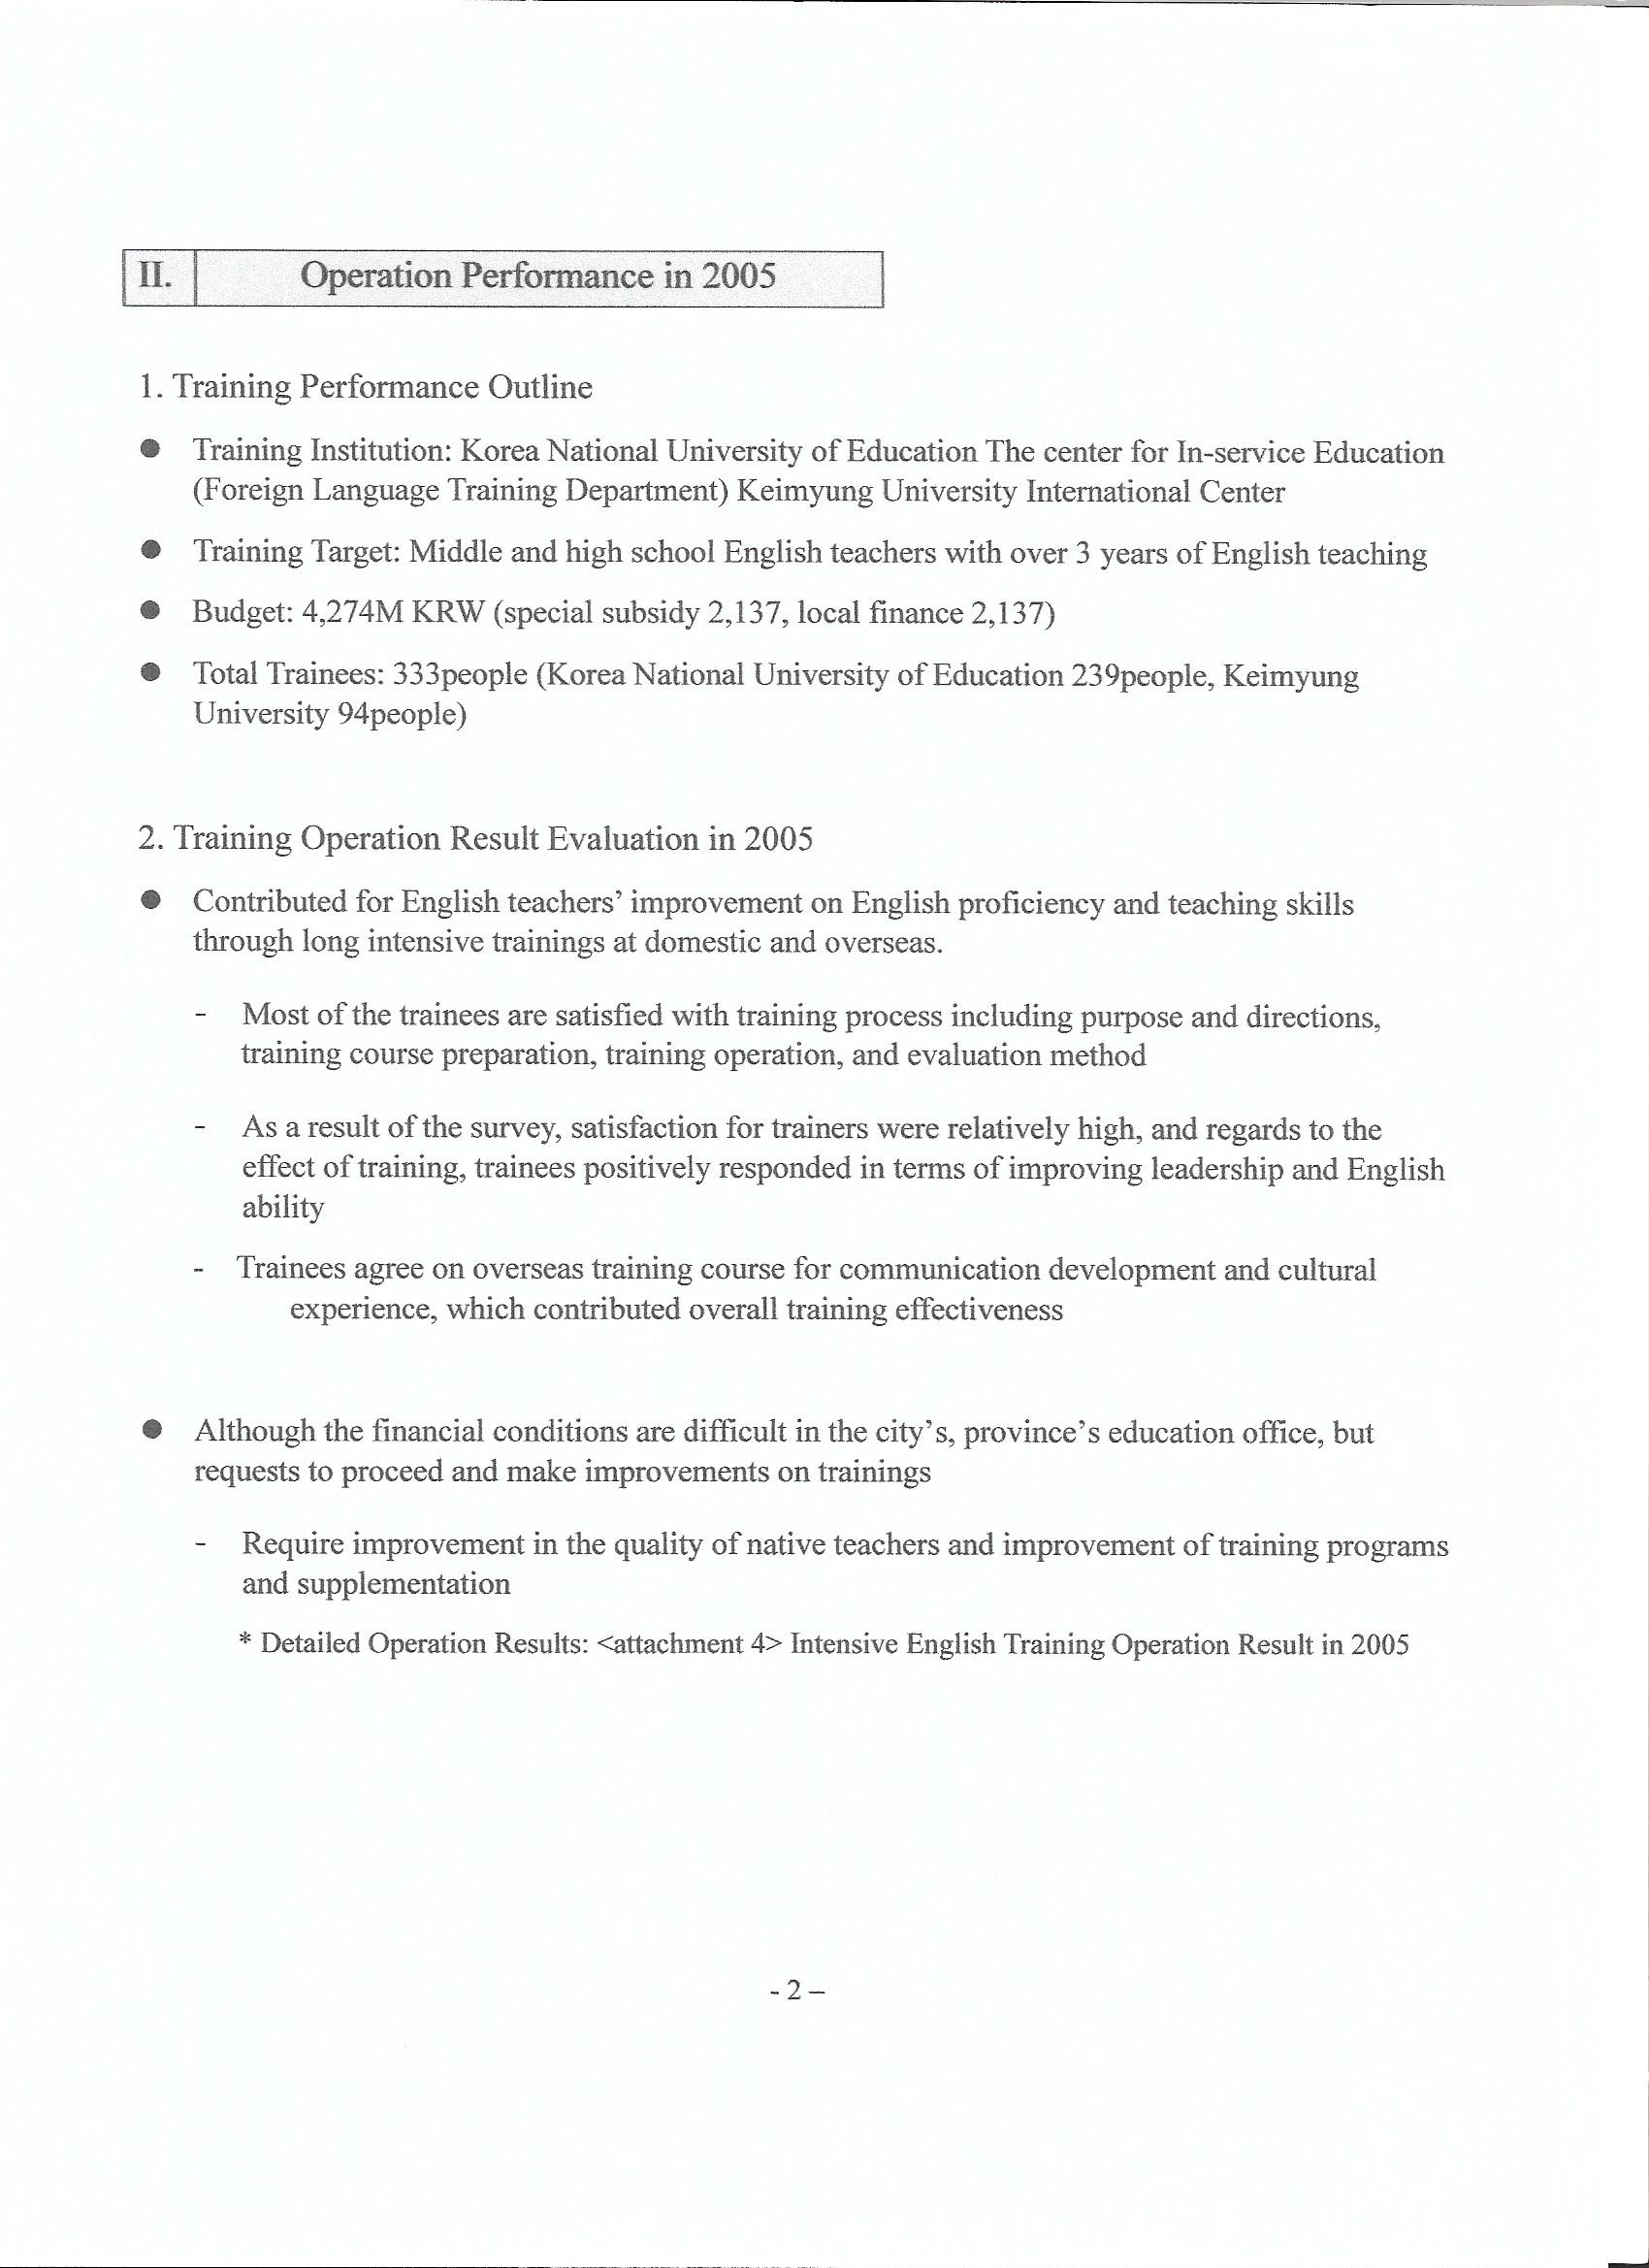 II. Operation Performance in 2005
1. Training Performance Outline
● Training Institution: Korea National University of Education The center for In-service Education
(Foreign Language Training Department) Keimyung University International Center
● Training Target: Middle and high school English teachers with over 3 years of English teaching
● Budget: 4,274M KRW (special subsidy 2,137, local finance 2,137)
● Total Trainees: 333people (Korea National University of Education 239people, Keimyung
University 94people)
2. Training Operation Result Evaluation in 2005
● Contributed for English teachers' improvement on English proficiency and teaching skills
through long intensive trainings at domestic and overseas.
- Most of the trainees are satisfied with training process including purpose and directions,
training course preparation, training operation, and evaluation method
- As a result of the survey, satisfaction for trainers were relatively high, and regards to the
effect of training, trainees positively responded in terms of improving leadership and English
ability
- Trainees agree on overseas training course for communication development and cultural
experience, which contributed overall training effectiveness
● Although the financial conditions are difficult in the city's, province's education office, but
requests to proceed and make improvements on trainings
- Require improvement in the quality of native teachers and improvement of training programs
and supplementation
* Detailed Operation Results: <attachment 4> Intensive English Training Operation Result in 2005
- 2 –